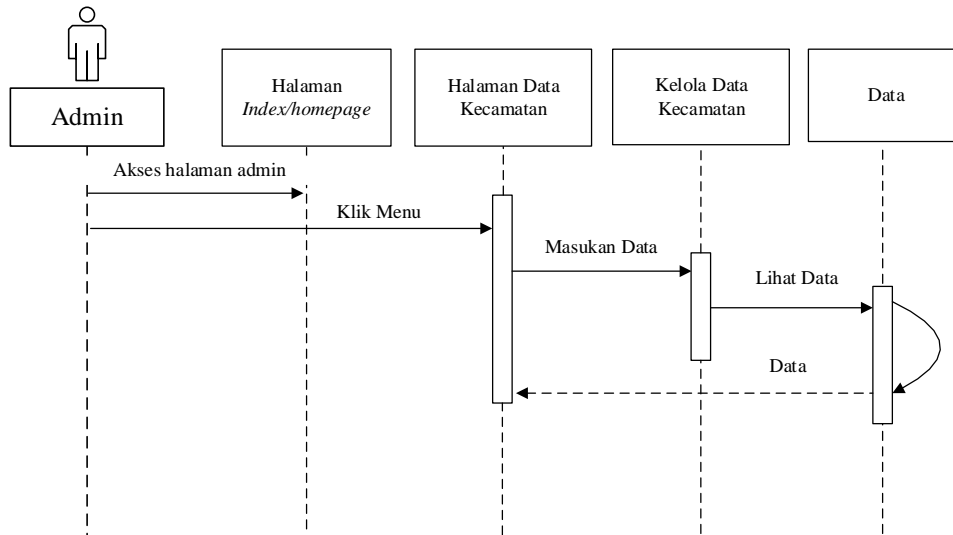 Admin
Halaman
Index/homepage
Halaman Data
Kecamatan
Kelola Data
Kecamatan
Data
Akses halaman admin
Klik Menu
Masukan Data
Lihat Data
Data